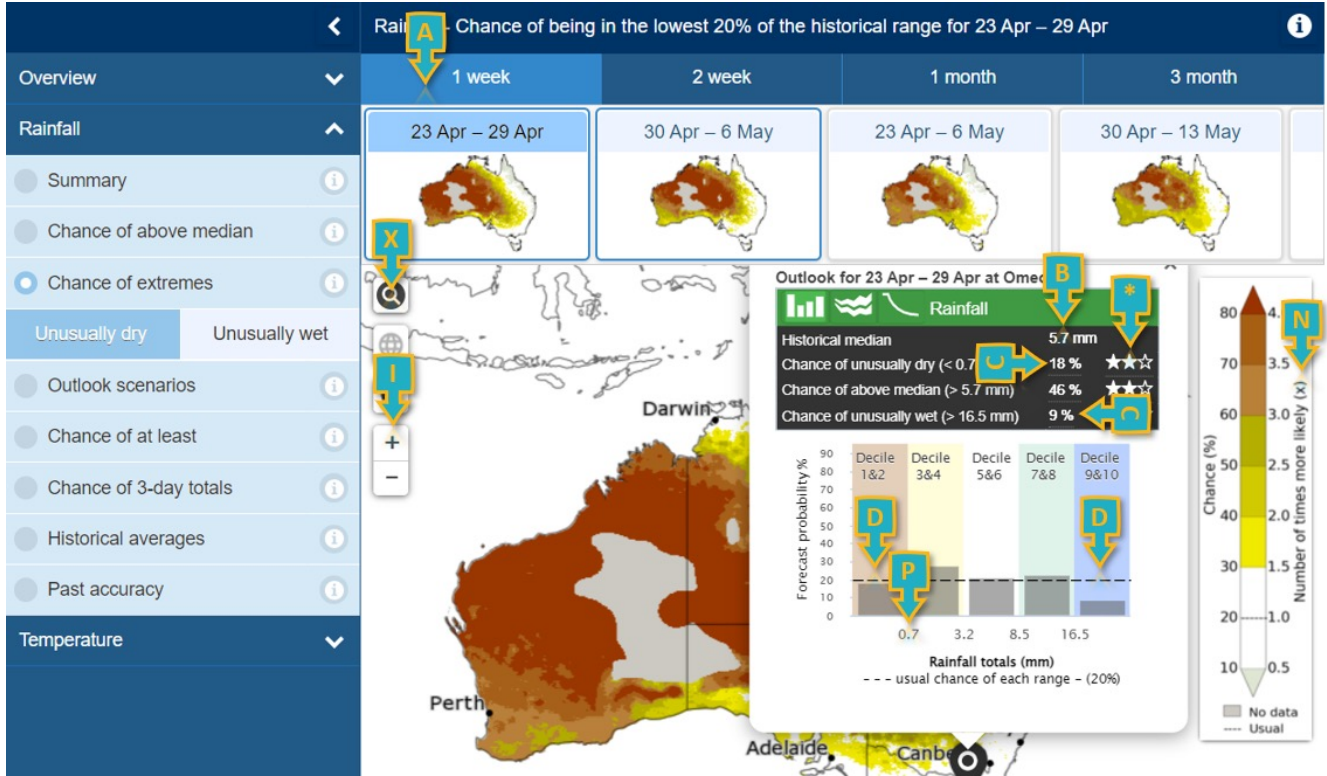 Rai - Chance of being in the lowest 20% of the historical range for 23 Apr – 29 Apr
A
Overview
1 week
2 week
1 month
3 month
Rainfall
23 Apr – 29 Apr
30 Apr – 6 May
23 Apr – 6 May
30 Apr – 13 May
Summary
Chance of above median
Chance of extremes
Unusually dry
Unusually wet
Outlook scenarios
Chance of at least
Chance of 3-day totals
Historical averages
Past accuracy
Temperature
X
I
+
−
Darwin
Perth
Adelaide
Canbe
Outlook for 23 Apr – 29 Apr at Omeo
B
*
Rainfall
Historical median 5.7 mm
Chance of unusually dry (< 0.7 18 % ★★☆
C
Chance of above median (> 5.7 mm) 46 % ★★☆
Chance of unusually wet (> 16.5 mm) 9 %
C
Forecast probability%
90
80
70
60
50
40
30
20
10
0
Decile 1&2
Decile 3&4
Decile 5&6
Decile 7&8
Decile 9&10
D
D
P
0.7 3.2 8.5 16.5
Rainfall totals (mm)
- - - usual chance of each range - (20%)
Chance (%)
80
70
60
50
40
30
20
10
4.
3.5
3.0
2.5
2.0
1.5
1.0
0.5
N
Number of times more likely (x)
No data
---- Usual